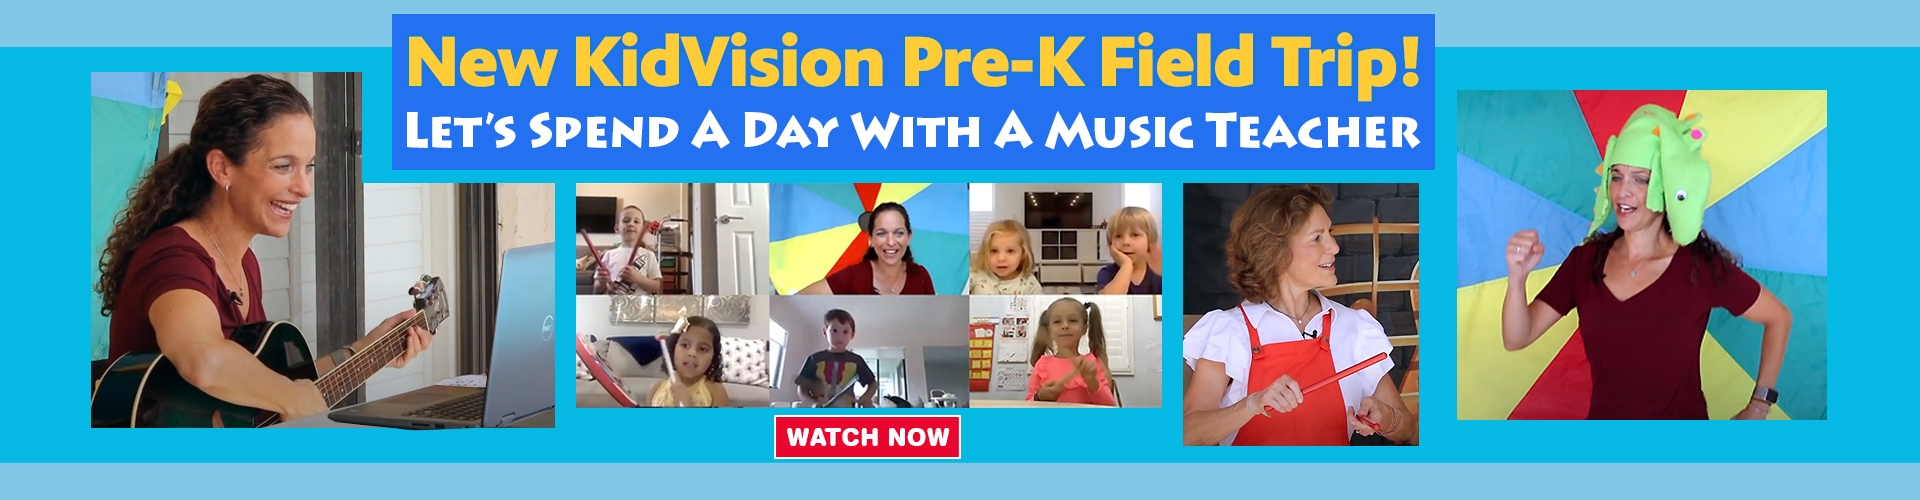 New KidVision Pre-K Field Trip!
Let's Spend A Day With A Music Teacher
WATCH NOW